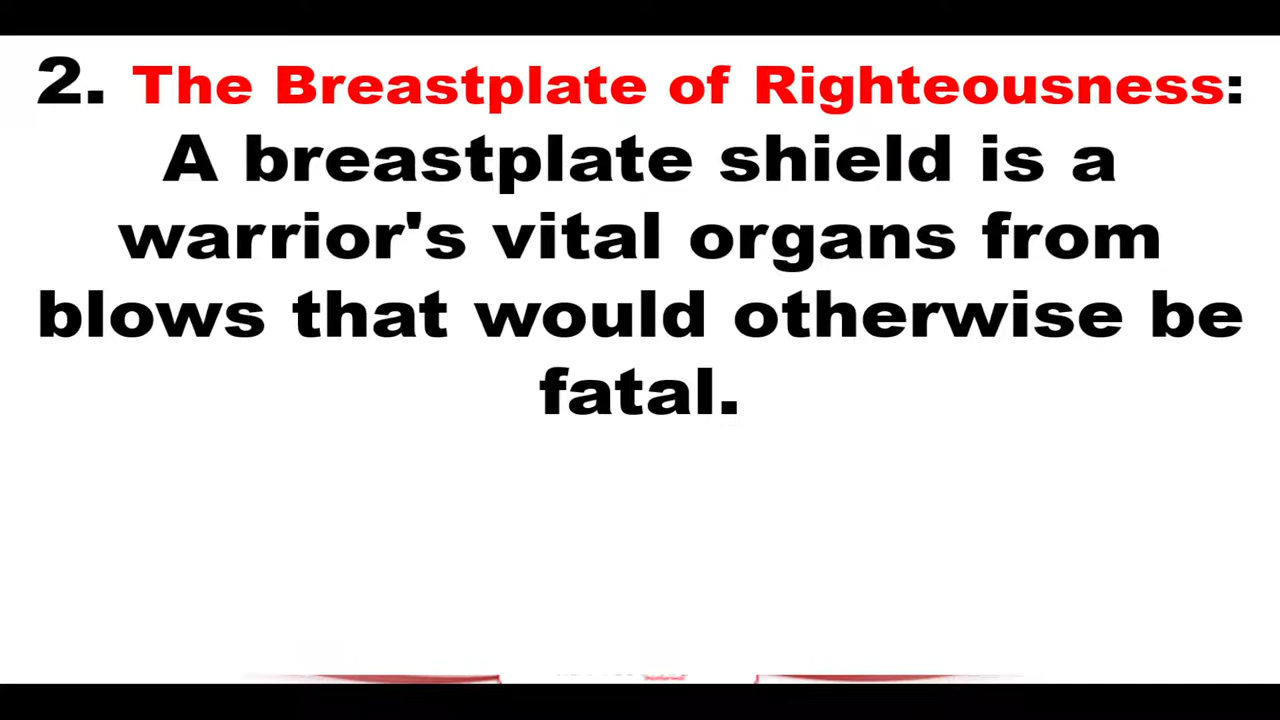 2. The Breastplate of Righteousness:
A breastplate shield is a
warrior's vital organs from
blows that would otherwise be
fatal.